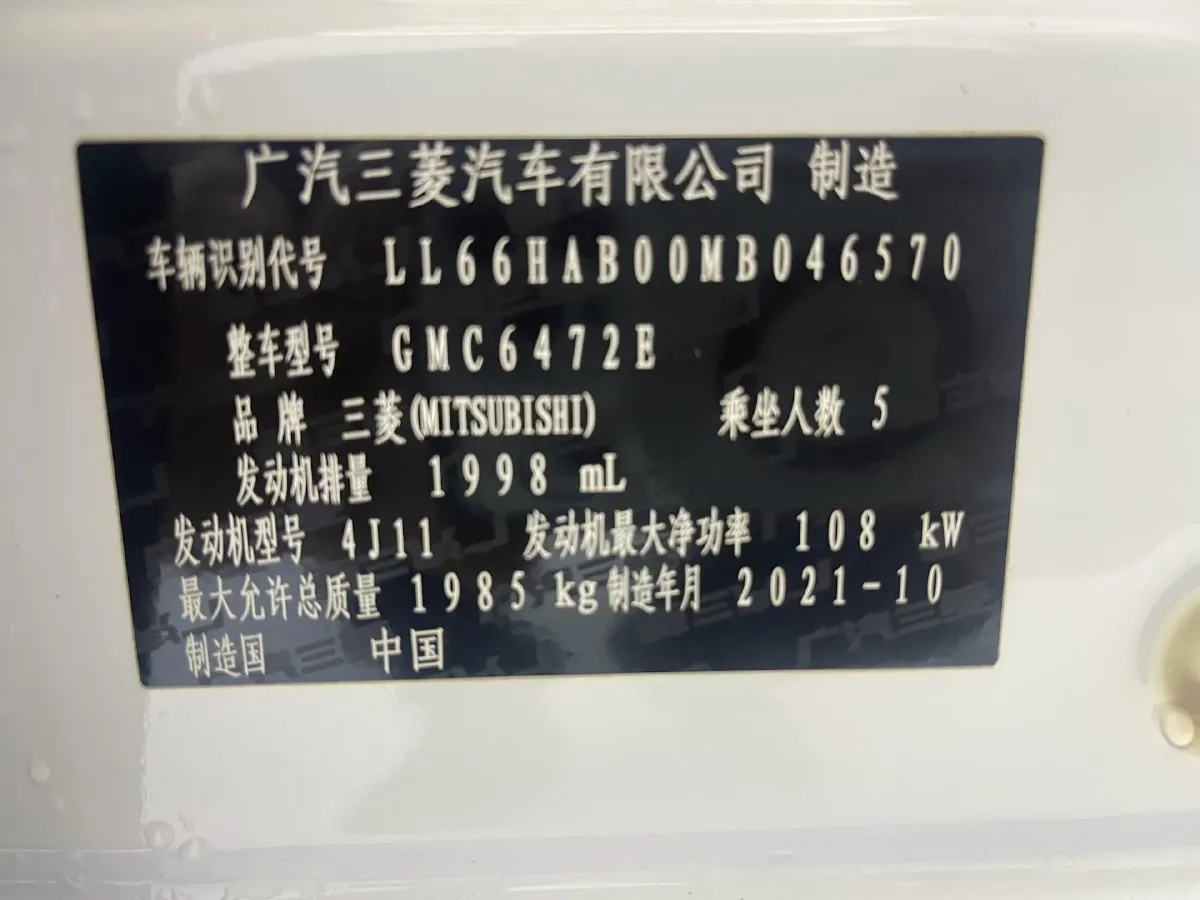 广汽三菱汽车有限公司 制造
车辆识别代号 LL66HAB00MB046570
整车型号 GMC6472E
品牌 三菱(MITSUBISHI) 乘坐人数 5
发动机排量 1998 mL
发动机型号 4J11 发动机最大净功率 108 kW
最大允许总质量 1985 kg 制造年月 2021-10
制造国 中国